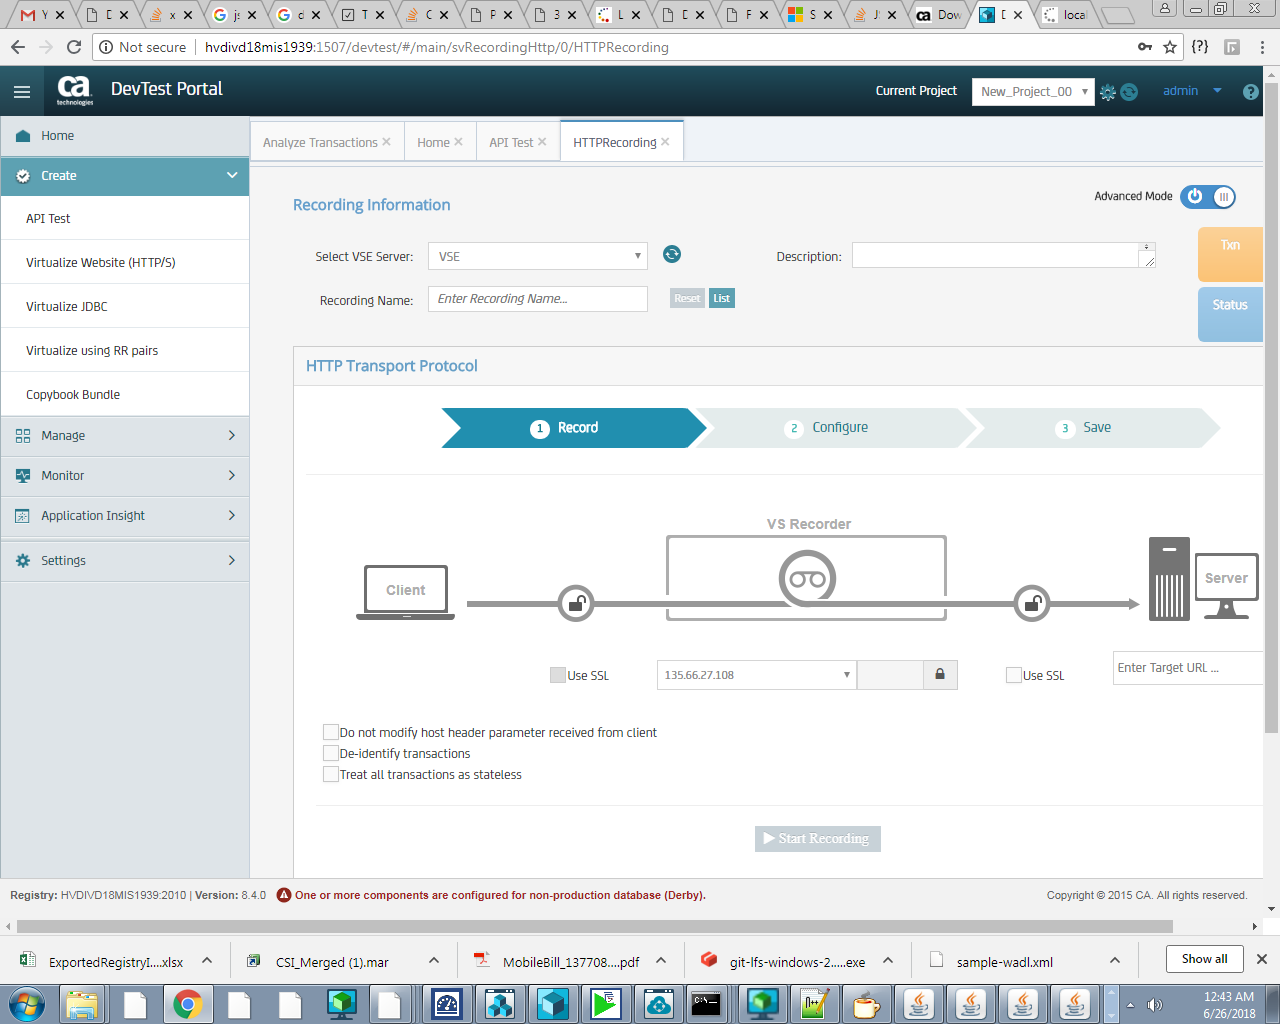 Not secure | hvdivd18mis1939:1507/devtest/#/main/svRecordingHttp/0/HTTPRecording
ca technologies DevTest Portal
Current Project New_Project_00 admin
Home
Create
API Test
Virtualize Website (HTTP/S)
Virtualize JDBC
Virtualize using RR pairs
Copybook Bundle
Manage
Monitor
Application Insight
Settings
Analyze Transactions Home API Test HTTPRecording
Recording Information
Advanced Mode
Select VSE Server: VSE
Description:
Recording Name: Enter Recording Name...
Reset List
Txn
Status
HTTP Transport Protocol
1 Record 2 Configure 3 Save
VS Recorder
Client
Server
Use SSL 135.66.27.108 Use SSL Enter Target URL ...
Do not modify host header parameter received from client
De-identify transactions
Treat all transactions as stateless
Start Recording
Registry: HVDIVD18MIS1939:2010 | Version: 8.4.0 One or more components are configured for non-production database (Derby). Copyright © 2015 CA. All rights reserved.
ExportedRegistryI....xlsx CSI_Merged (1).mar MobileBill_137708....pdf git-lfs-windows-2.....exe sample-wadl.xml Show all
12:43 AM
6/26/2018